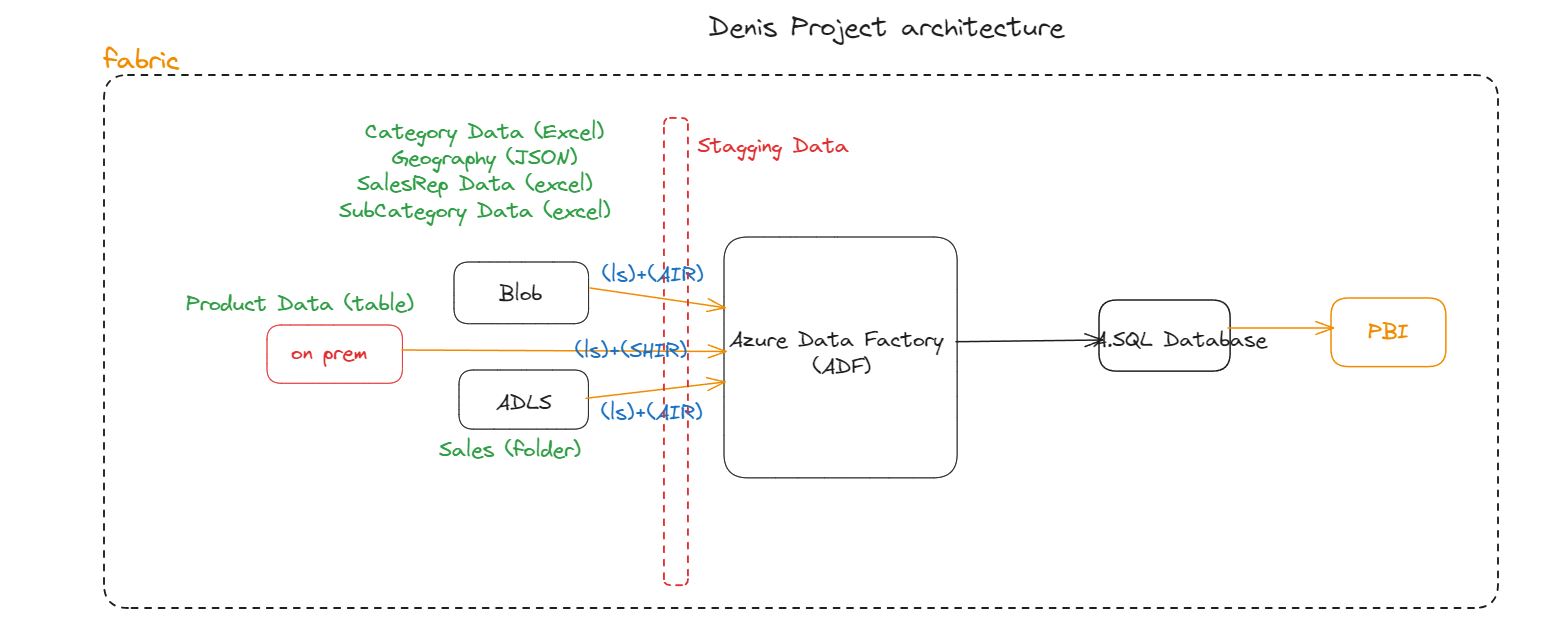 Denis Project architecture
fabric
Category Data (Excel)
Geography (JSON)
SalesRep Data (excel)
SubCategory Data (excel)
Stagging Data
(ls)+(AIR)
Blob
Product Data (table)
on prem
(ls)+(SHIR)
Azure Data Factory
(ADF)
A.SQL Database
PBI
ADLS
(ls)+(AIR)
Sales (folder)